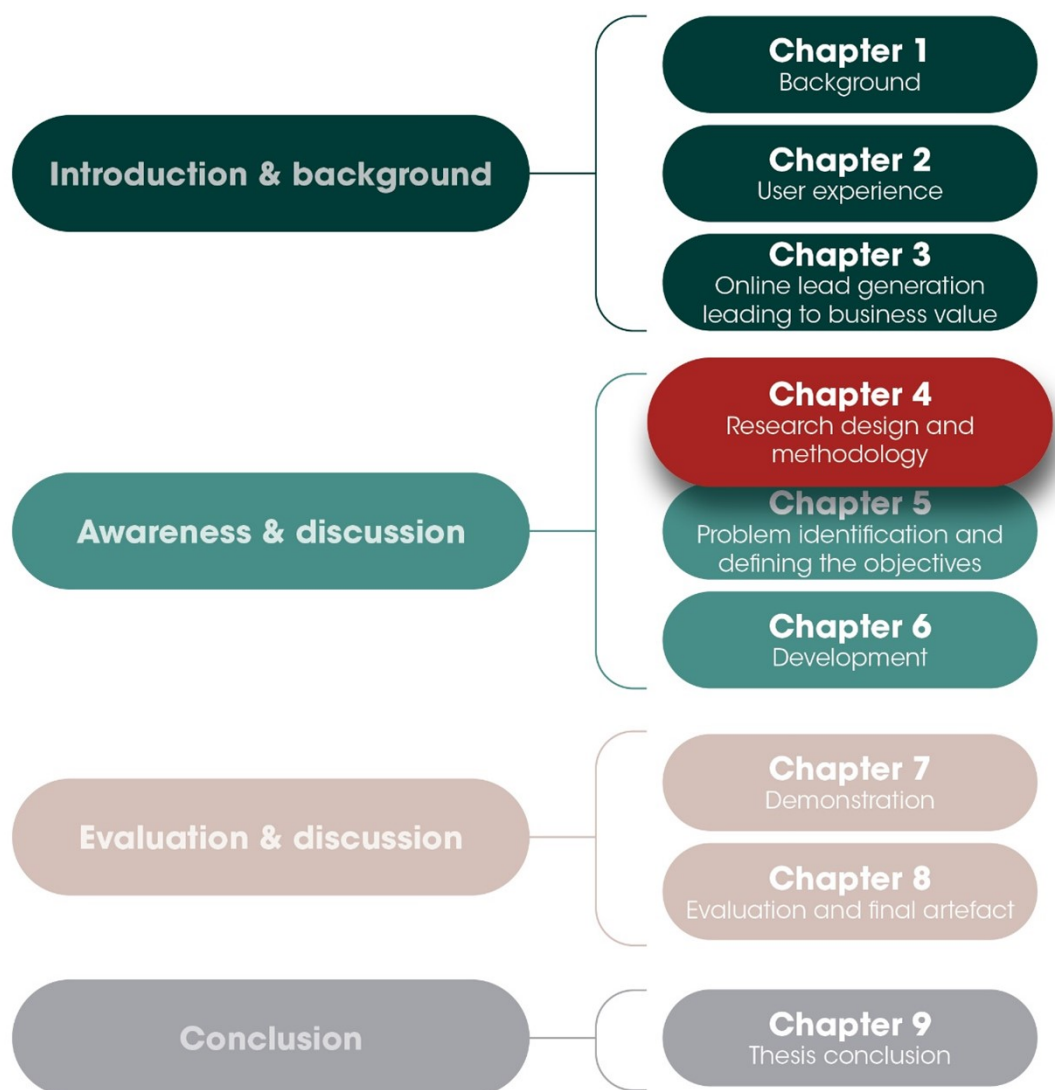 Introduction & background
Chapter 1
Background
Chapter 2
User experience
Chapter 3
Online lead generation
leading to business value
Awareness & discussion
Chapter 4
Research design and
methodology
Chapter 5
Problem identification and
defining the objectives
Chapter 6
Development
Evaluation & discussion
Chapter 7
Demonstration
Chapter 8
Evaluation and final artefact
Conclusion
Chapter 9
Thesis conclusion